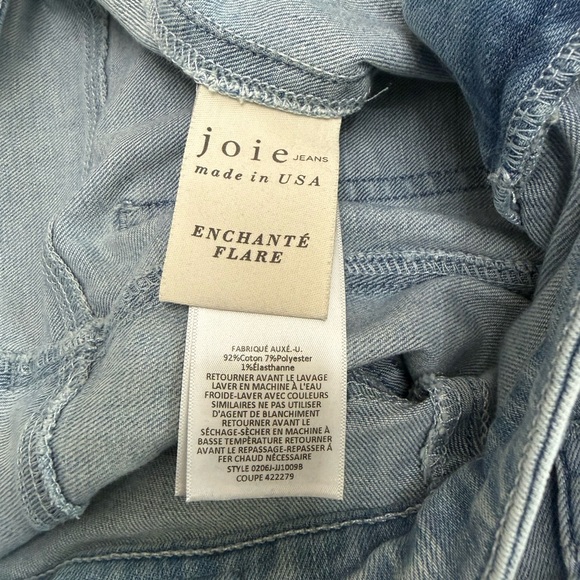 joie JEANS
made in USA
ENCHANTÉ
FLARE
FABRIQUÉ AUXÉ.-U.
92%Coton 7%Polyester
1%Élasthanne
RETOURNER AVANT LE LAVAGE
LAVER EN MACHINE À L'EAU
FROIDE-LAVER AVEC COULEURS
SIMILAIRES NE PAS UTILISER
D'AGENT DE BLANCHIMENT
RETOURNER AVANT LE
SÉCHAGE-SÈCHER EN MACHINE À
BASSE TEMPÉRATURE RETOURNER
AVANT LE REPASSAGE-REPASSER À
FER CHAUD NÉCESSAIRE
STYLE 0206J-JJ1009B
COUPE 422279